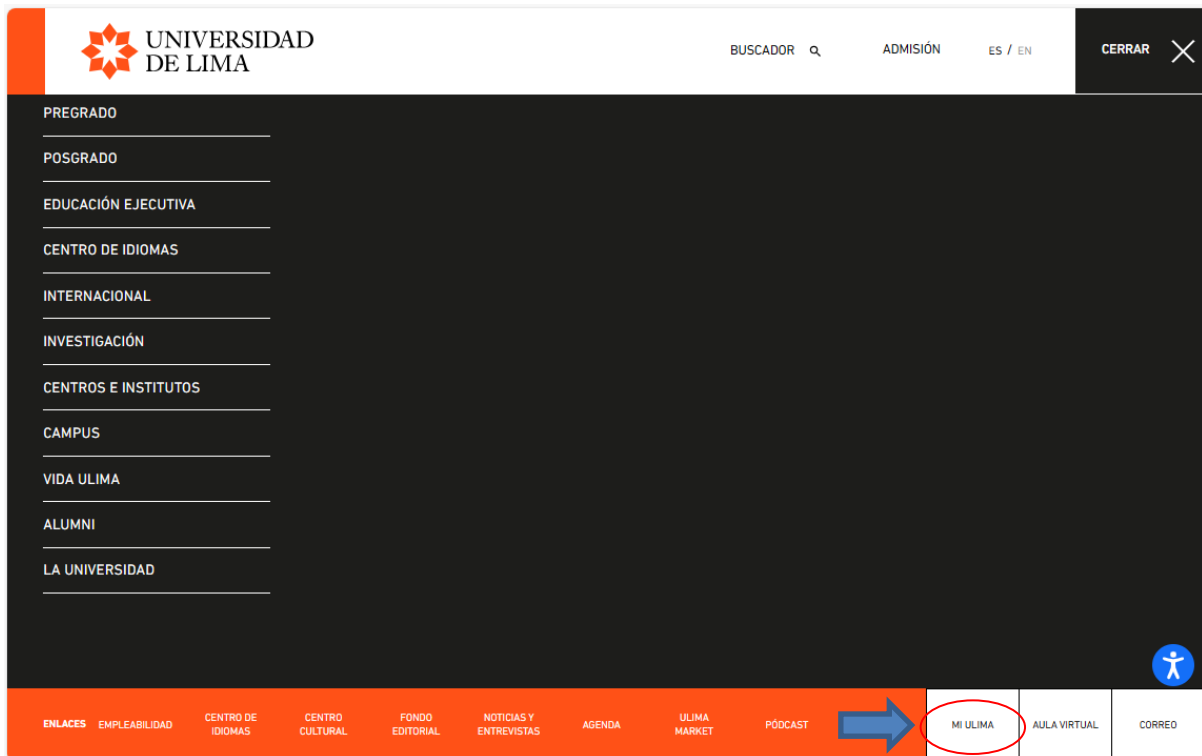 UNIVERSIDAD
DE LIMA
BUSCADOR
ADMISIÓN
ES / EN
CERRAR
PREGRADO
POSGRADO
EDUCACIÓN EJECUTIVA
CENTRO DE IDIOMAS
INTERNACIONAL
INVESTIGACIÓN
CENTROS E INSTITUTOS
CAMPUS
VIDA ULIMA
ALUMNI
LA UNIVERSIDAD
ENLACES
EMPLEABILIDAD
CENTRO DE
IDIOMAS
CENTRO
CULTURAL
FONDO
EDITORIAL
NOTICIAS Y
ENTREVISTAS
AGENDA
ULIMA
MARKET
PÓDCAST
MI ULIMA
AULA VIRTUAL
CORREO